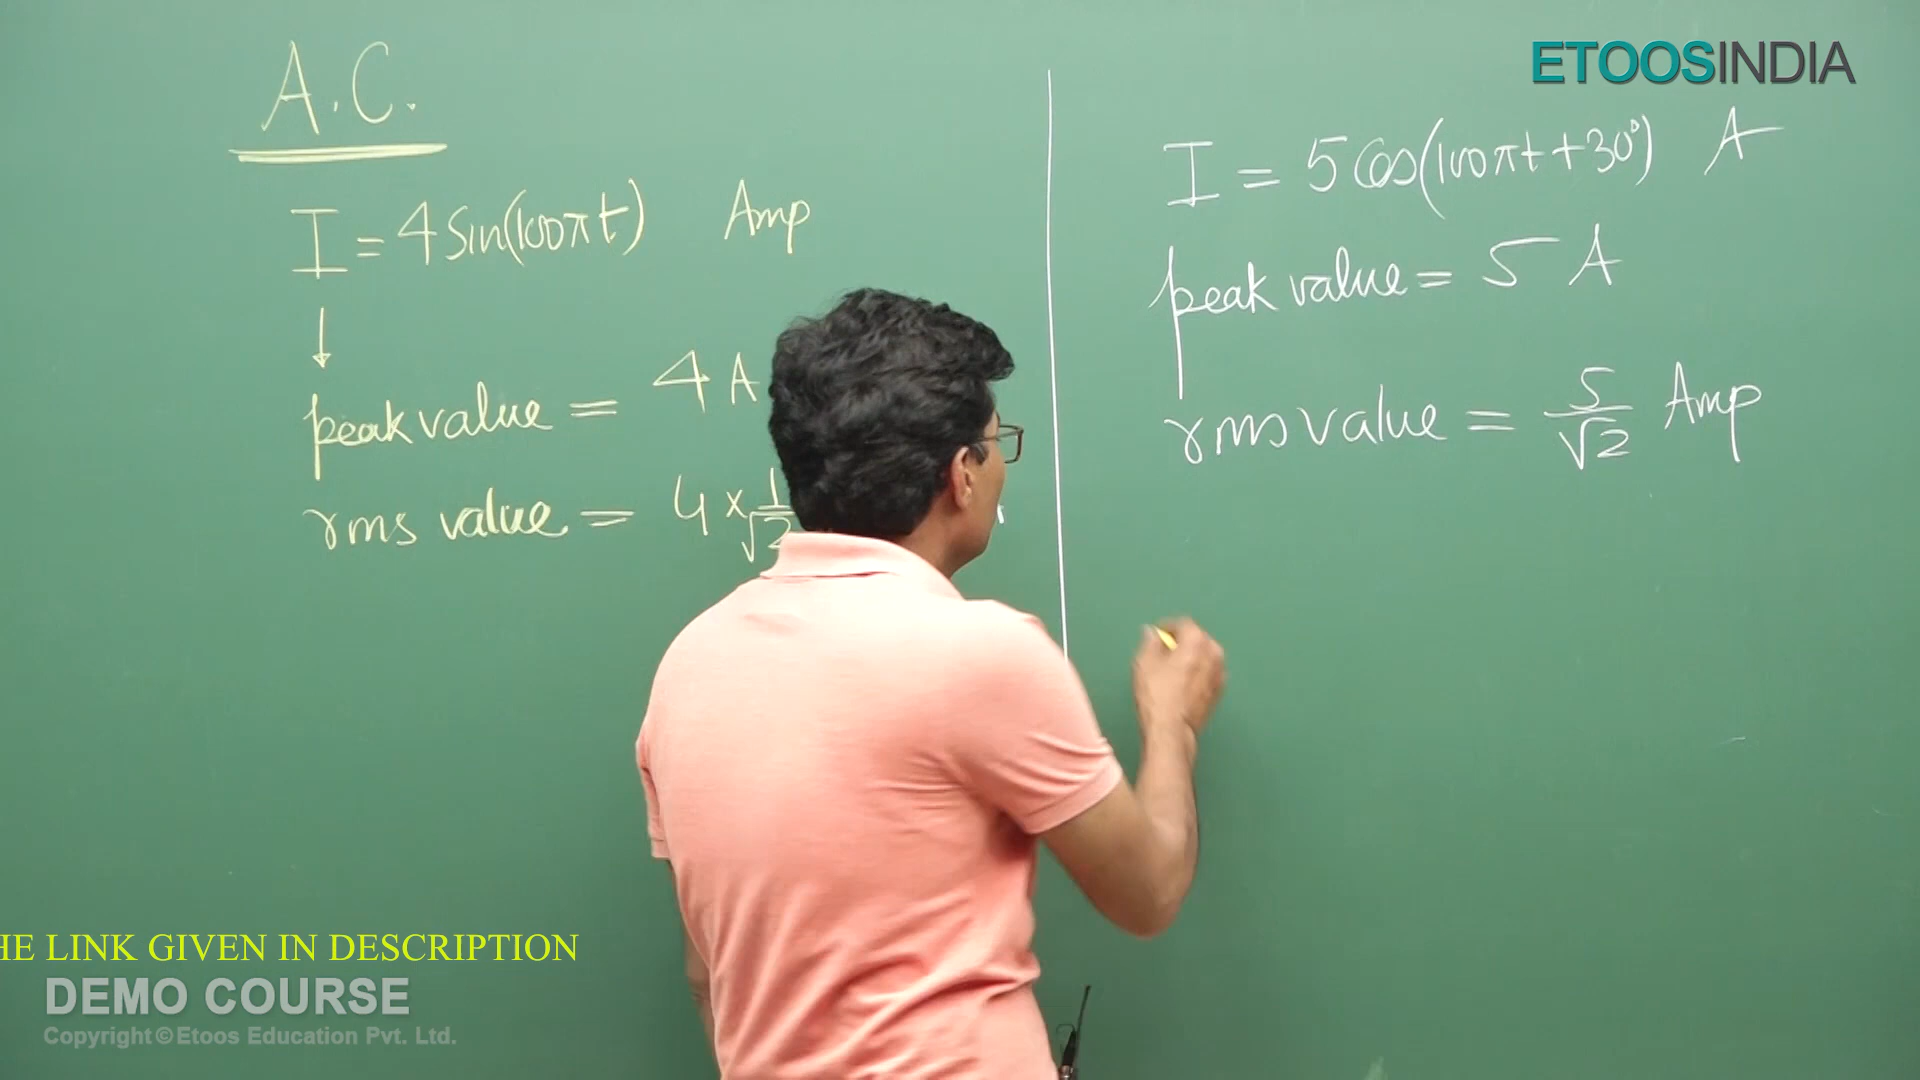 A.C.
I = 4 Sin(100πt) Amp
peak value = 4 A
rms value = 4 × 1/√2
ETOOSINDIA
I = 5 Cos(100πt + 30°) A
peak value = 5 A
rms value = 5/√2 Amp
HE LINK GIVEN IN DESCRIPTION
DEMO COURSE
Copyright © Etoos Education Pvt. Ltd.